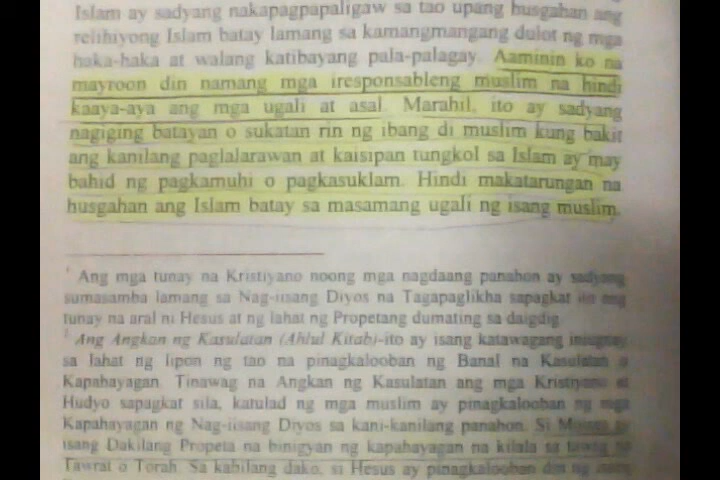 Islam ay sadyang nakapagpapaligaw sa tao upang husgahan ang
relihiyong Islam batay lamang sa kamangmangang dulot ng mga
haka-haka at walang katibayang pala-palagay. Aaminin ko na
mayroon din namang mga iresponsableng muslim na hindi
kaaya-aya ang mga ugali at asal. Marahil, ito ay sadyang
nagiging batayan o sukatan rin ng ibang di muslim kung bakit
ang kanilang paglalarawan at kaisipan tungkol sa Islam ay may
bahid ng pagkamuhi o pagkasuklam. Hindi makatarungan na
husgahan ang Islam batay sa masamang ugali ng isang muslim.
1 Ang mga tunay na Kristiyano noong mga nagdaang panahon ay sadyang
sumasamba lamang sa Nag-iisang Diyos na Tagapaglikha sapagkat ito ang
tunay na aral ni Hesus at ng lahat ng Propetang dumating sa daigdig.
2 Ang Angkan ng Kasulatan (Ahlul Kitab)-ito ay isang katawagang iniuugnay
sa lahat ng lipon ng tao na pinagkalooban ng Banal na Kasulatan o
Kapahayagan. Tinawag na Angkan ng Kasulatan ang mga Kristiyano at
Hudyo sapagkat sila, katulad ng mga muslim ay pinagkalooban ng mga
Kapahayagan ng Nag-iisang Diyos sa kani-kanilang panahon. Si Moises ay
isang Dakilang Propeta na binigyan ng kapahayagan na kilala sa tawag na
Tawrat o Torah. Sa kabilang dako, si Hesus ay pinagkalooban din ng